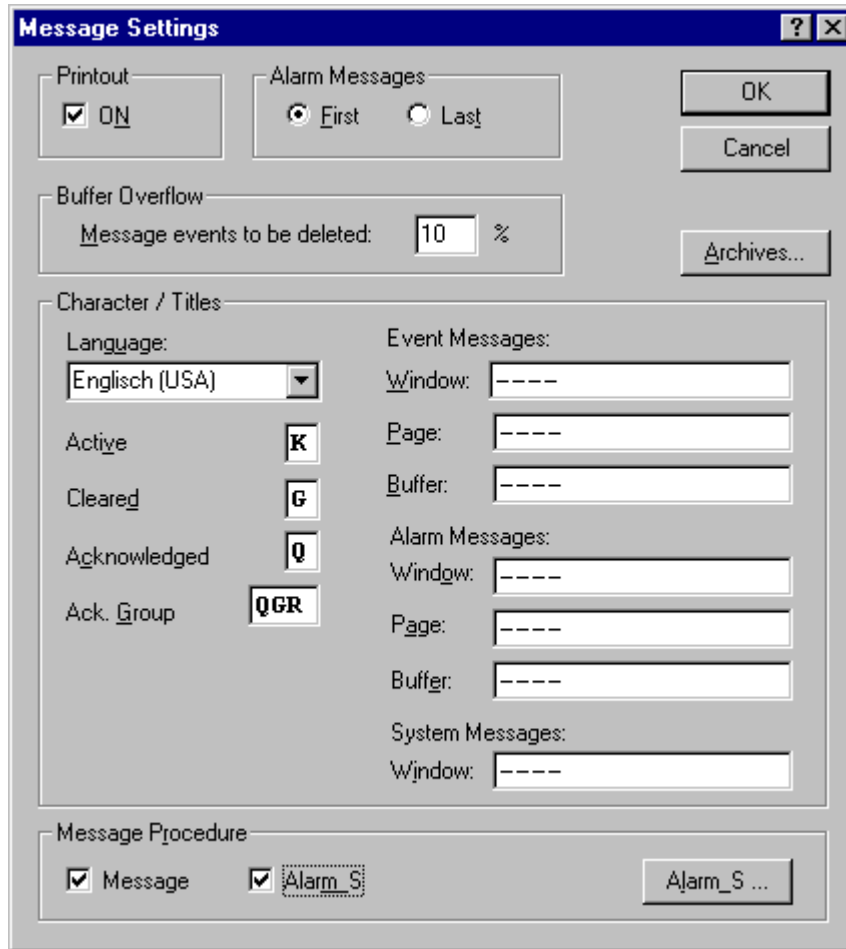 Message Settings
Printout
ON
Alarm Messages
First Last
OK
Cancel
Buffer Overflow
Message events to be deleted: 10 %
Archives...
Character / Titles
Language:
Englisch (USA)
Active K
Cleared G
Acknowledged Q
Ack. Group QGR
Event Messages:
Window: ----
Page: ----
Buffer: ----
Alarm Messages:
Window: ----
Page: ----
Buffer: ----
System Messages:
Window: ----
Message Procedure
Message Alarm_S Alarm_S ...